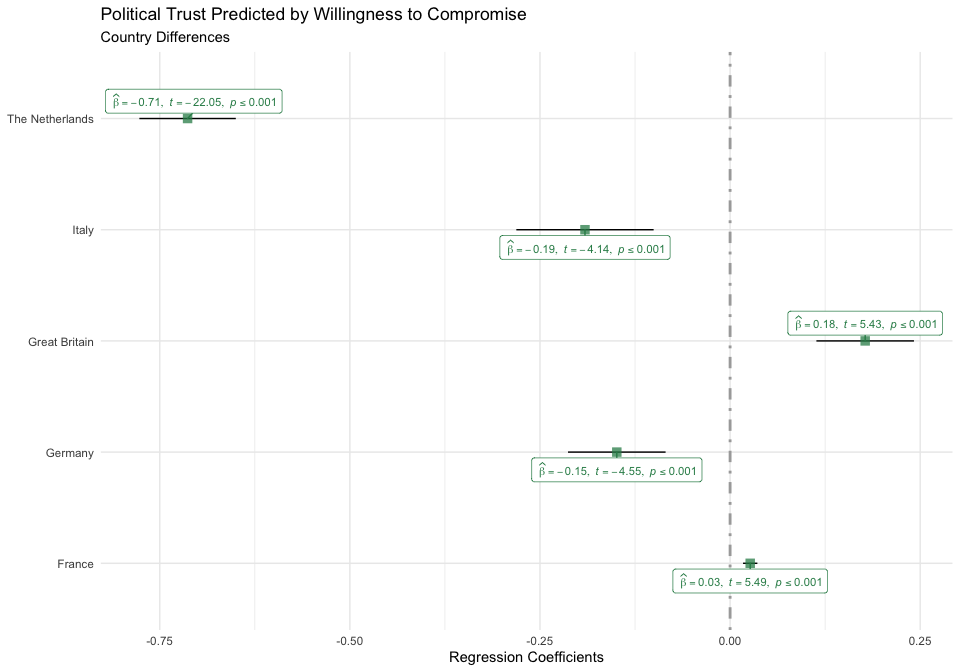 Political Trust Predicted by Willingness to Compromise
Country Differences
β̂ = −0.71, t = −22.05, p ≤ 0.001
The Netherlands
Italy
β̂ = −0.19, t = −4.14, p ≤ 0.001
β̂ = 0.18, t = 5.43, p ≤ 0.001
Great Britain
Germany
β̂ = −0.15, t = −4.55, p ≤ 0.001
France
β̂ = 0.03, t = 5.49, p ≤ 0.001
-0.75 -0.50 -0.25 0.00 0.25
Regression Coefficients